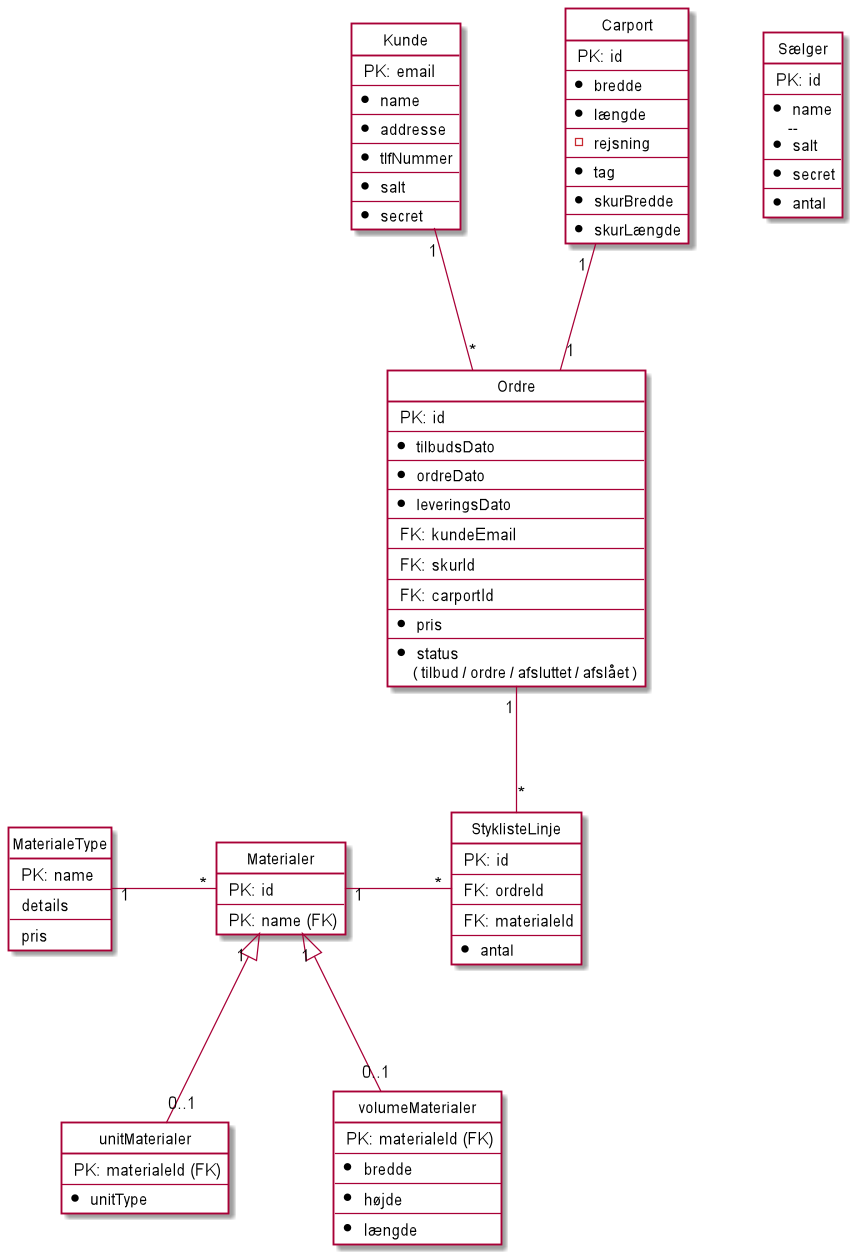 Kunde
PK: email
name
addresse
tlfNummer
salt
secret
Carport
PK: id
bredde
længde
rejsning
tag
skurBredde
skurLængde
Sælger
PK: id
name
--
salt
secret
antal
1
*
1
1
Ordre
PK: id
tilbudsDato
ordreDato
leveringsDato
FK: kundeEmail
FK: skurId
FK: carportId
pris
status
( tilbud / ordre / afsluttet / afslået )
1
*
MaterialeType
PK: name
details
pris
1
*
Materialer
PK: id
PK: name (FK)
1
*
StyklisteLinje
PK: id
FK: ordreId
FK: materialeId
antal
1
0..1
1
0..1
unitMaterialer
PK: materialeId (FK)
unitType
volumeMaterialer
PK: materialeId (FK)
bredde
højde
længde